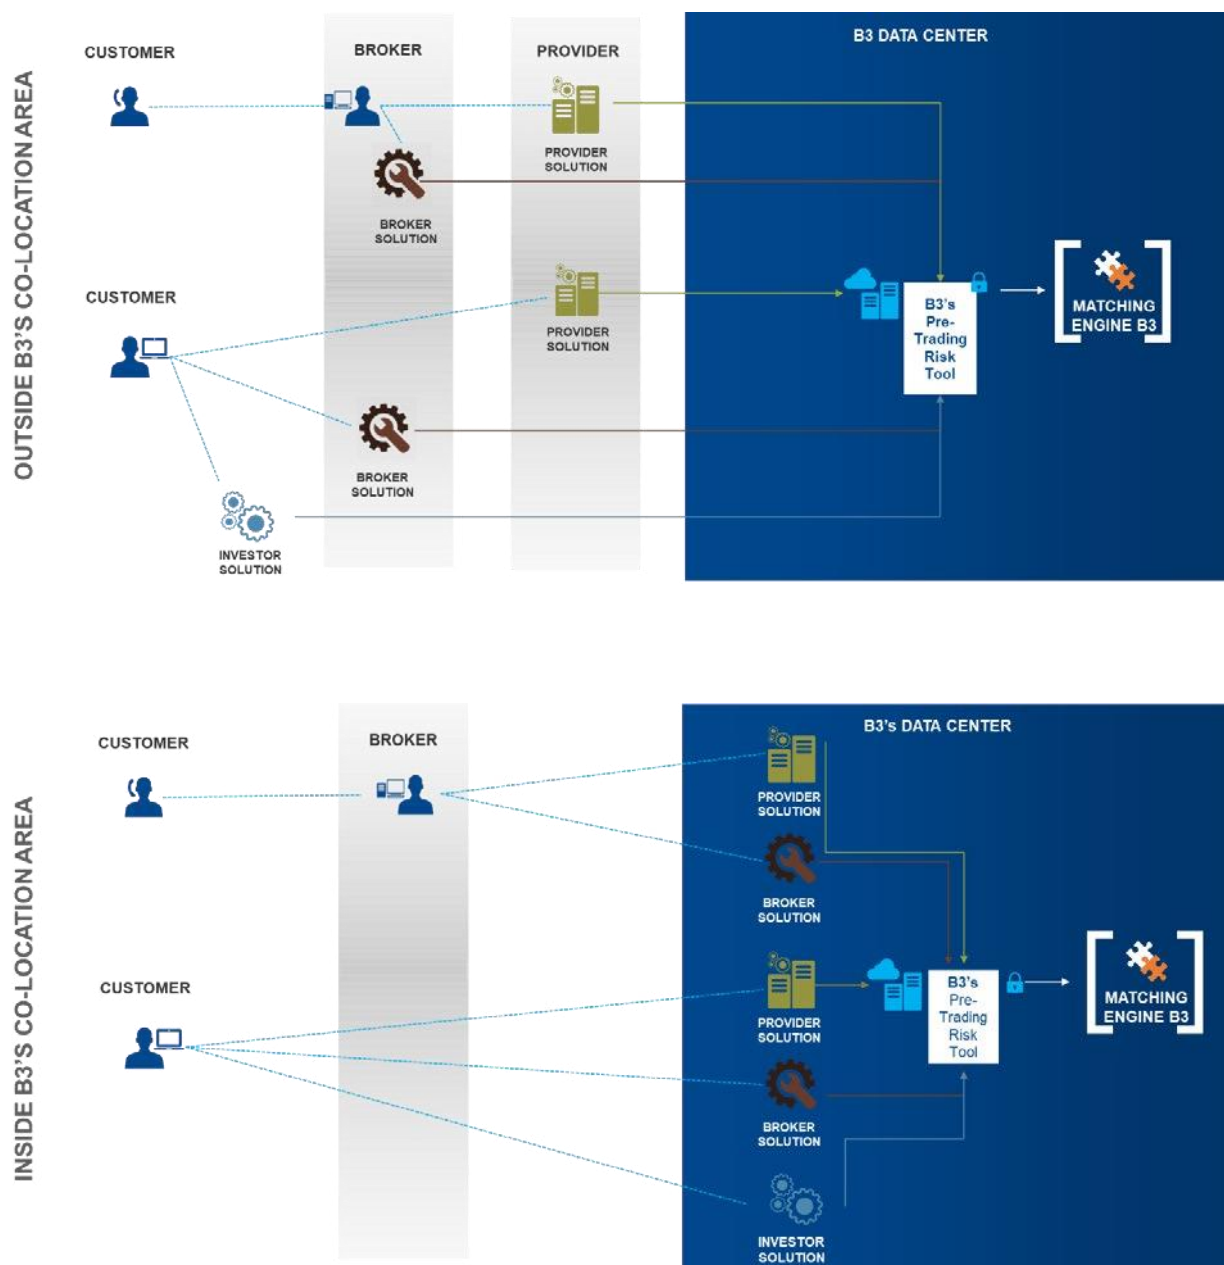 OUTSIDE B3'S CO-LOCATION AREA
CUSTOMER
BROKER
PROVIDER
B3 DATA CENTER
PROVIDER
SOLUTION
BROKER
SOLUTION
CUSTOMER
PROVIDER
SOLUTION
B3's
Pre-
Trading
Risk
Tool
MATCHING
ENGINE B3
BROKER
SOLUTION
INVESTOR
SOLUTION
INSIDE B3'S CO-LOCATION AREA
CUSTOMER
BROKER
B3's DATA CENTER
PROVIDER
SOLUTION
BROKER
SOLUTION
CUSTOMER
PROVIDER
SOLUTION
B3's
Pre-
Trading
Risk
Tool
MATCHING
ENGINE B3
BROKER
SOLUTION
INVESTOR
SOLUTION